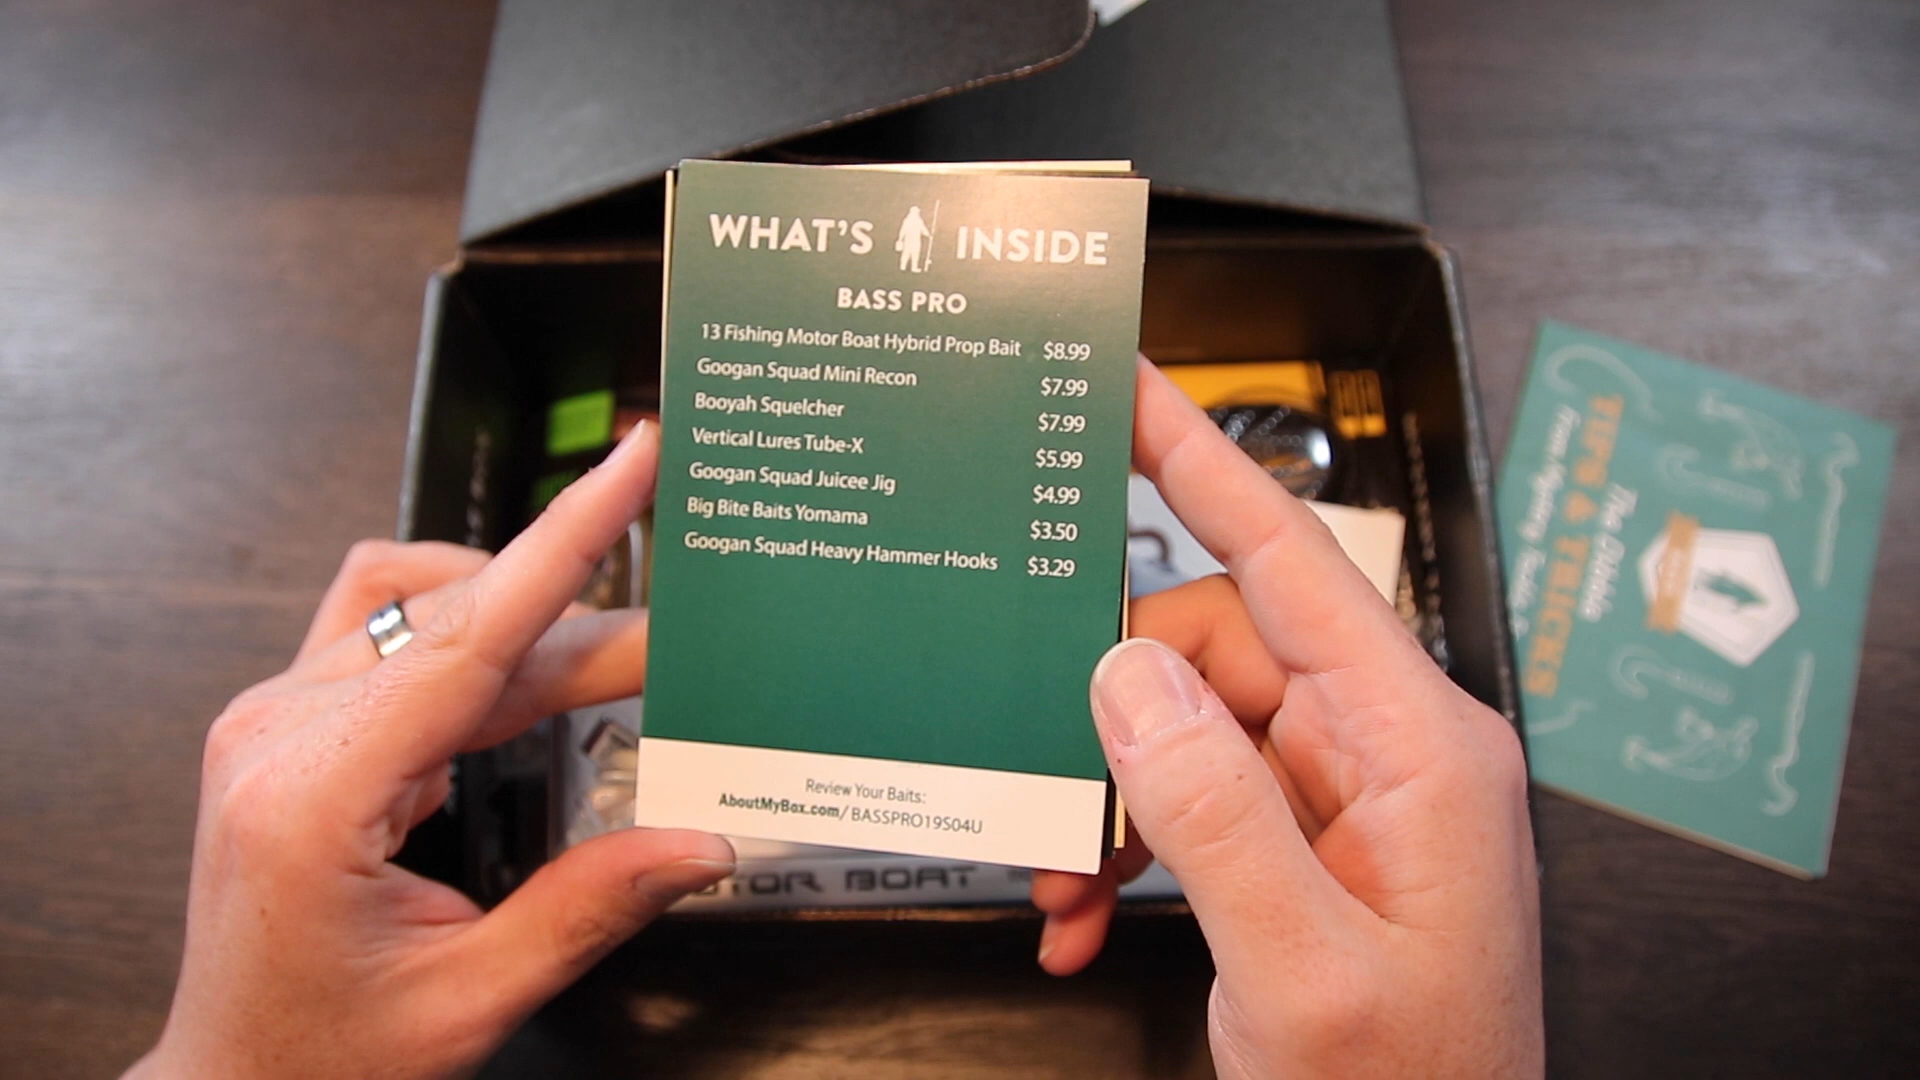 WHAT'S INSIDE
BASS PRO
13 Fishing Motor Boat Hybrid Prop Bait $8.99
Googan Squad Mini Recon $7.99
Booyah Squelcher $7.99
Vertical Lures Tube-X $5.99
Googan Squad Juicee Jig $4.99
Big Bite Baits Yomama $3.50
Googan Squad Heavy Hammer Hooks $3.29
Review Your Baits:
AboutMyBox.com/BASSPRO19S04U
BOAT
TIPS & TRICKS